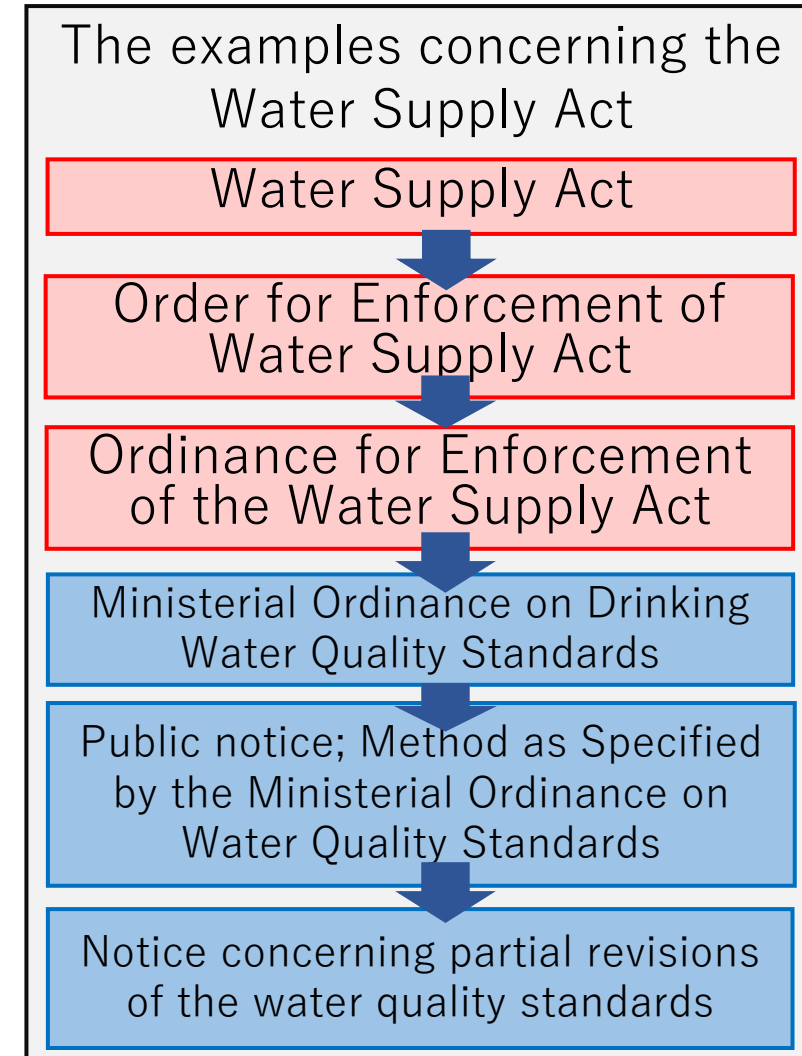 The examples concerning the
Water Supply Act
Water Supply Act
Order for Enforcement of
Water Supply Act
Ordinance for Enforcement
of the Water Supply Act
Ministerial Ordinance on Drinking
Water Quality Standards
Public notice; Method as Specified
by the Ministerial Ordinance on
Water Quality Standards
Notice concerning partial revisions
of the water quality standards